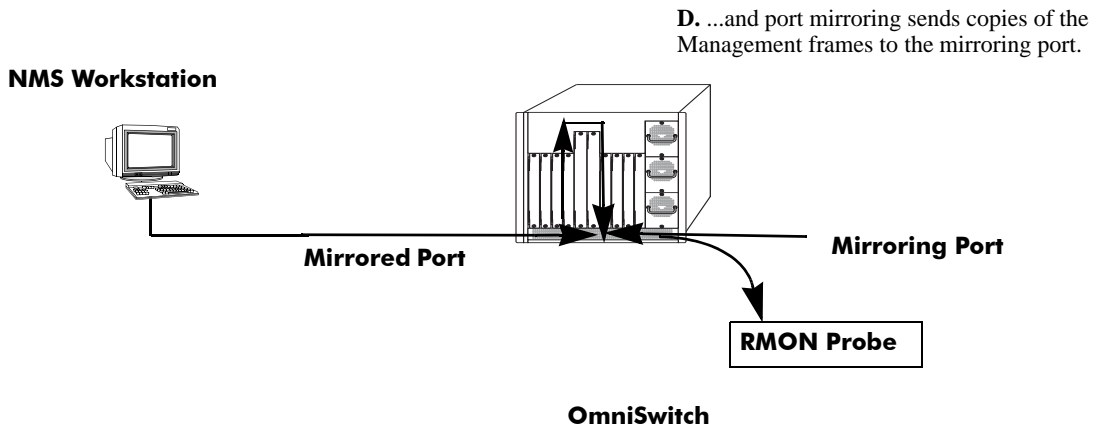 D. ...and port mirroring sends copies of the
Management frames to the mirroring port.
NMS Workstation
Mirrored Port
Mirroring Port
RMON Probe
OmniSwitch